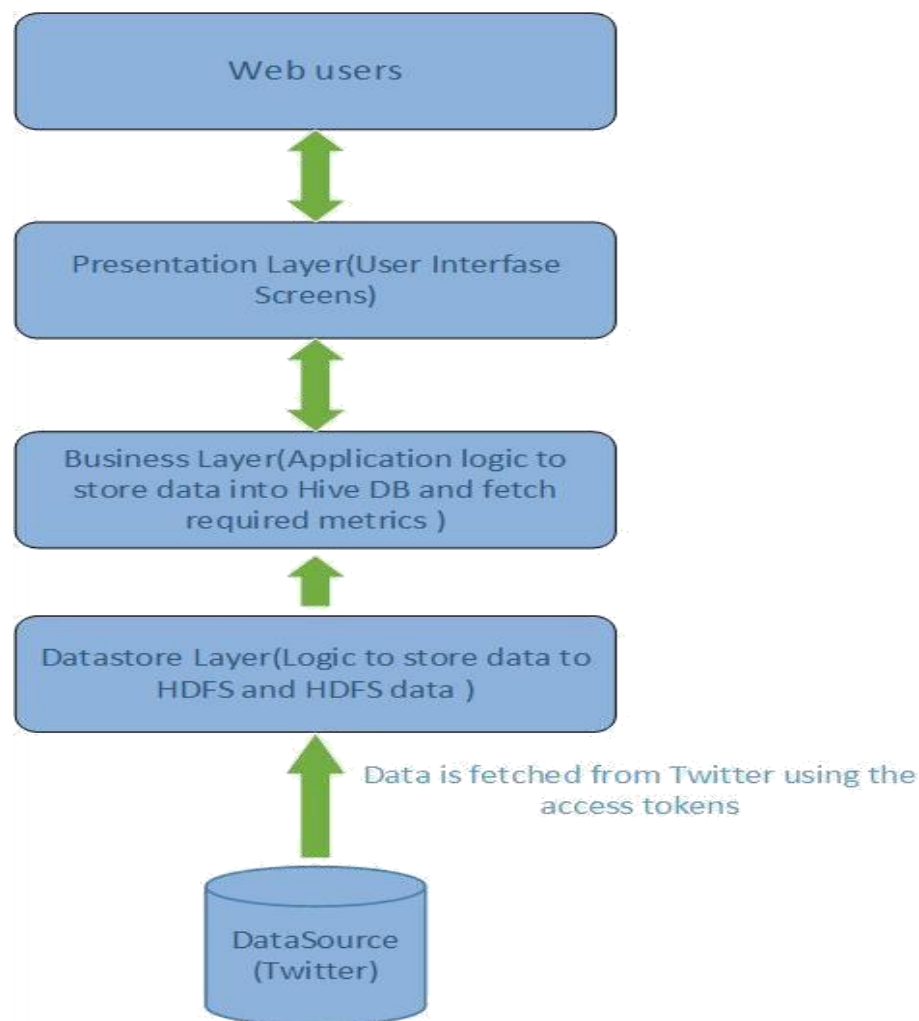 Web users
Presentation Layer(User Interfase
Screens)
Business Layer(Application logic to
store data into Hive DB and fetch
required metrics )
Datastore Layer(Logic to store data to
HDFS and HDFS data )
Data is fetched from Twitter using the
access tokens
DataSource
(Twitter)